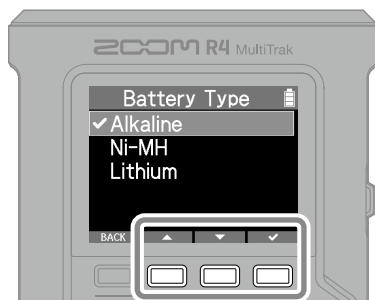 ZOOM R4 MultiTrak
Battery Type
✓Alkaline
Ni-MH
Lithium
BACK ▲ ▼ ✓